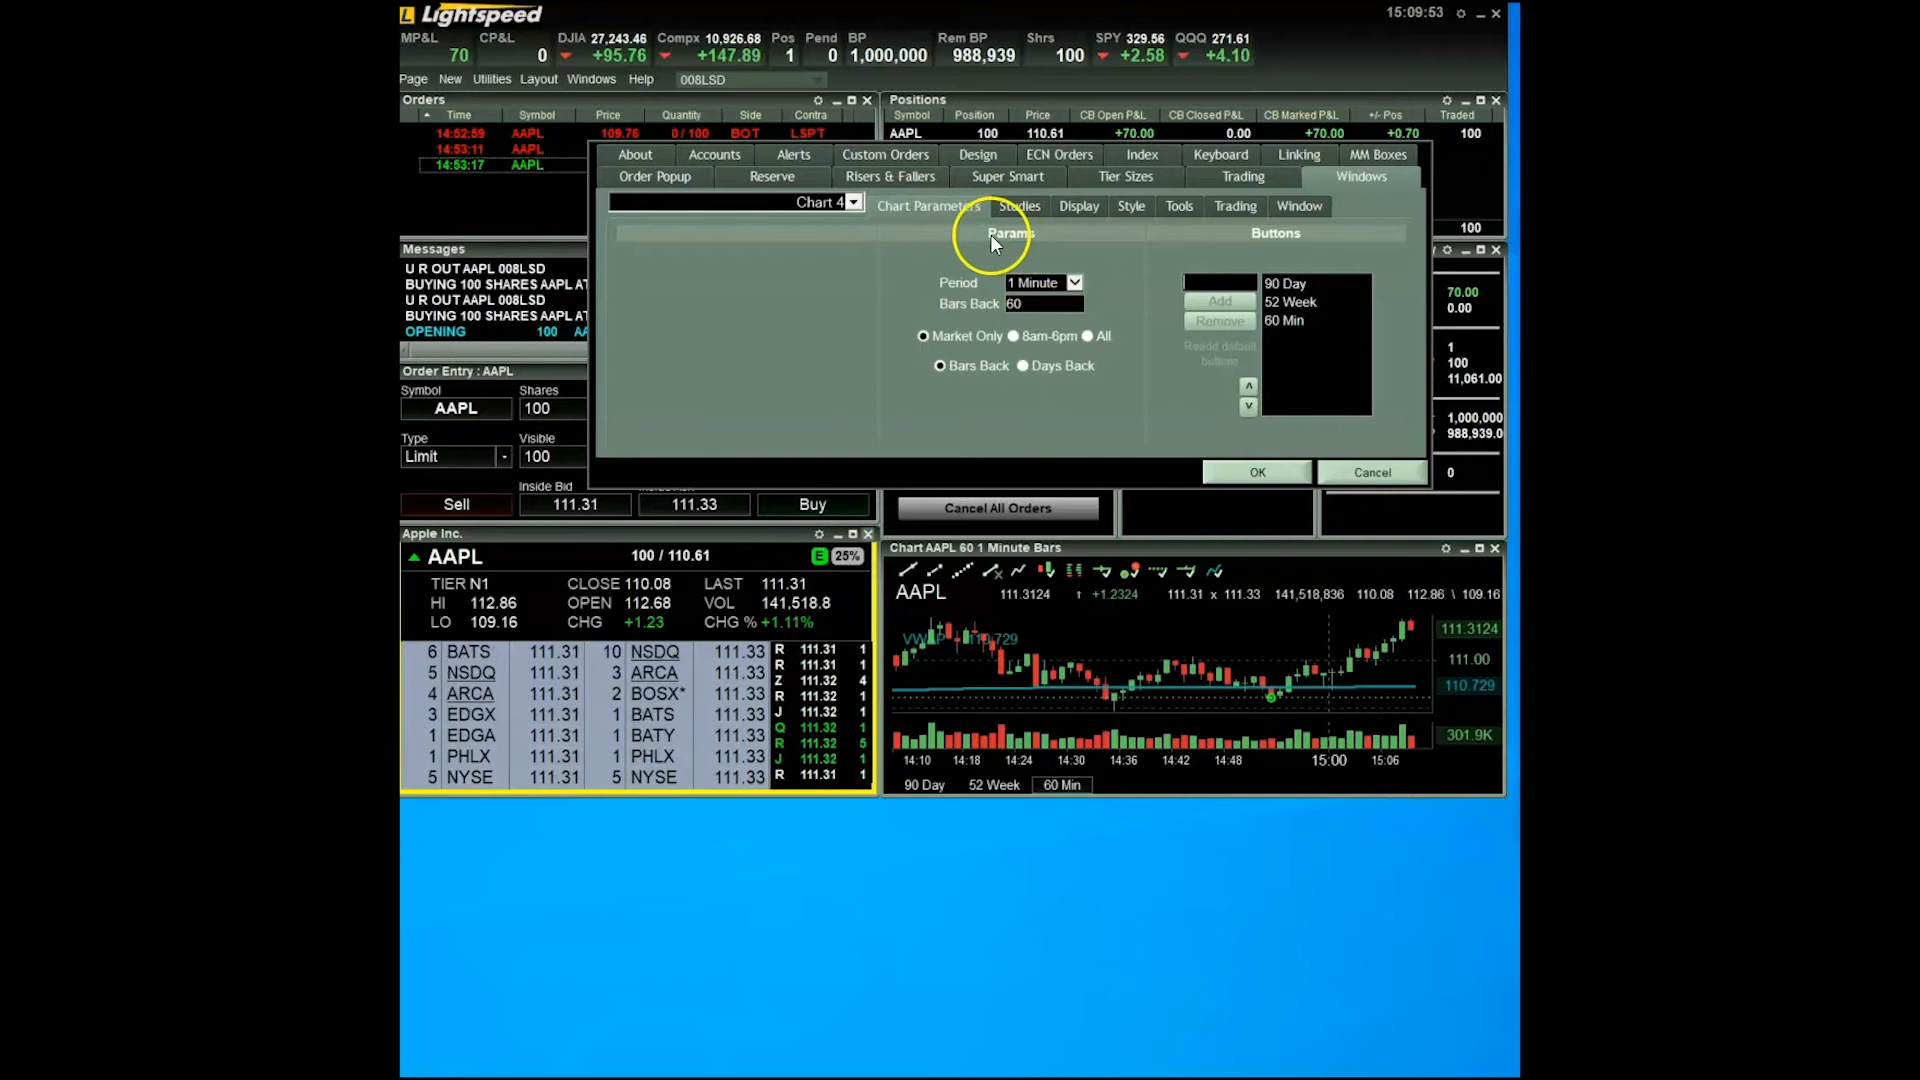 Lightspeed
15:09:53
MP&L CP&L DJIA 27,243.46 Compx 10,926.68 Pos Pend BP Rem BP Shrs SPY 329.56 QQQ 271.61
70 0 +95.76 +147.89 1 0 1,000,000 988,939 100 +2.58 +4.10
Page New Utilities Layout Windows Help 008LSD
Orders
Time Symbol Price Quantity Side Contra
14:52:59 AAPL 109.76 0 / 100 BOT LSPT
14:53:11 AAPL
14:53:17 AAPL
Positions
Symbol Position Price CB Open P&L CB Closed P&L CB Marked P&L +/- Pos Traded
AAPL 100 110.61 +70.00 0.00 +70.00 +0.70 100
100
About Accounts Alerts Custom Orders Design ECN Orders Index Keyboard Linking MM Boxes
Order Popup Reserve Risers & Fallers Super Smart Tier Sizes Trading Windows
Chart 4 Chart Parameters Studies Display Style Tools Trading Window
Params Buttons
Period 1 Minute
Bars Back 60
Market Only 8am-6pm All
Bars Back Days Back
Add
Remove
Readd default
buttons
90 Day
52 Week
60 Min
OK Cancel
Messages
U R OUT AAPL 008LSD
BUYING 100 SHARES AAPL AT
U R OUT AAPL 008LSD
BUYING 100 SHARES AAPL AT
OPENING 100
70.00
0.00
1
100
11,061.00
1,000,000
988,939.0
0
Order Entry : AAPL
Symbol Shares
AAPL 100
Type Visible
Limit 100
Inside Bid
Sell 111.31 111.33 Buy
Cancel All Orders
Apple Inc.
AAPL 100 / 110.61 E 25%
TIER N1 CLOSE 110.08 LAST 111.31
HI 112.86 OPEN 112.68 VOL 141,518.8
LO 109.16 CHG +1.23 CHG % +1.11%
6 BATS 111.31 10 NSDQ 111.33
5 NSDQ 111.31 3 ARCA 111.33
4 ARCA 111.31 2 BOSX* 111.33
3 EDGX 111.31 1 BATS 111.33
1 EDGA 111.31 1 BATY 111.33
1 PHLX 111.31 1 PHLX 111.33
5 NYSE 111.31 5 NYSE 111.33
R 111.31 1
R 111.31 1
Z 111.32 4
R 111.32 1
J 111.32 1
Q 111.32 1
R 111.32 5
J 111.32 1
R 111.31 1
Chart AAPL 60 1 Minute Bars
AAPL 111.3124 +1.2324 111.31 x 111.33 141,518,836 110.08 112.86 \ 109.16
VWAP 110.729
111.3124
111.00
110.729
301.9K
14:10 14:18 14:24 14:30 14:36 14:42 14:48 15:00 15:06
90 Day 52 Week 60 Min